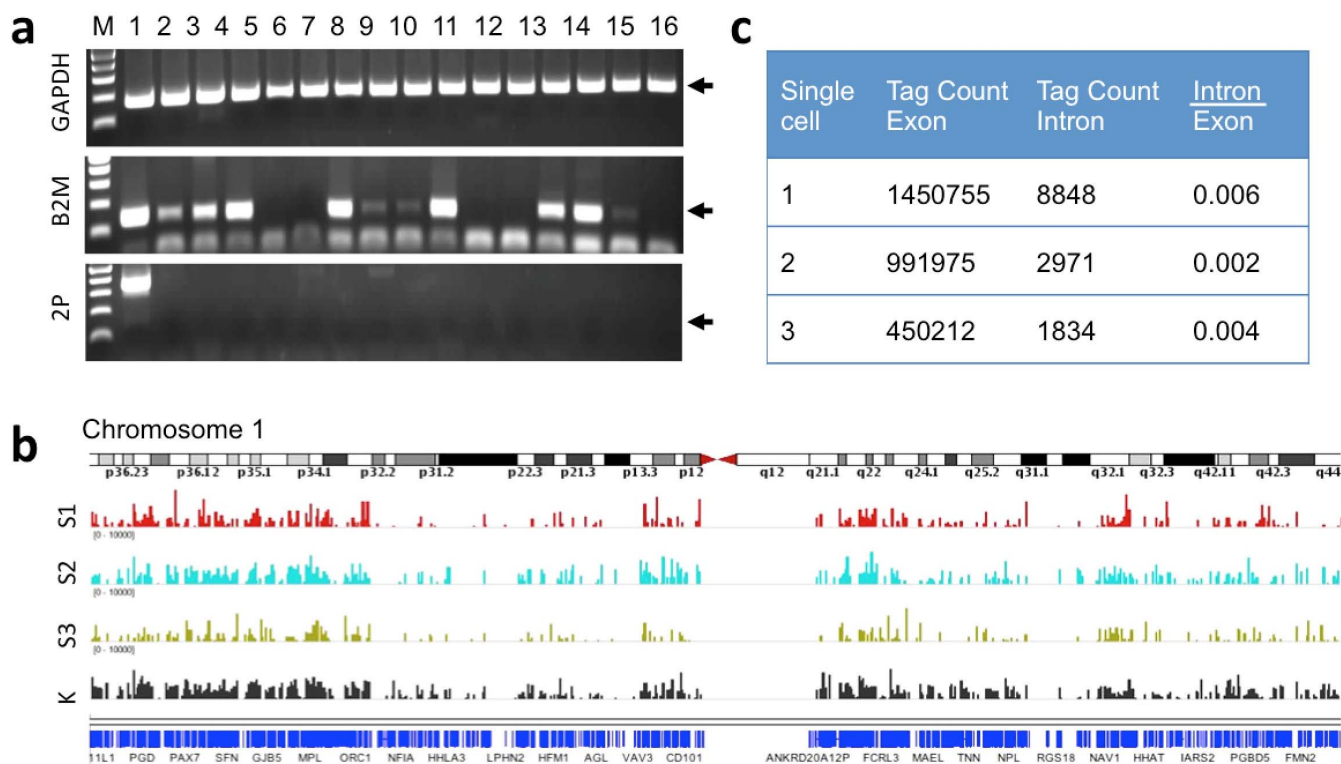 a
M 1 2 3 4 5 6 7 8 9 10 11 12 13 14 15 16
GAPDH
B2M
2P
c
Single cell Tag Count Exon Tag Count Intron Intron Exon
1 1450755 8848 0.006
2 991975 2971 0.002
3 450212 1834 0.004
b
Chromosome 1
p36.23 p36.12 p35.1 p34.1 p32.2 p31.2 p22.3 p21.3 p13.3 p12 q12 q21.1 q22 q24.1 q25.2 q31.1 q32.1 q32.3 q42.11 q42.3 q44
S1
[0 - 10000]
S2
[0 - 10000]
S3
[0 - 10000]
K
11L1 PGD PAX7 SFN GJB5 MPL ORC1 NFIA HHLA3 LPHN2 HFM1 AGL VAV3 CD101 ANKRD20A12P FCRL3 MAEL TNN NPL RGS18 NAV1 HHAT IARS2 PGBD5 FMN2